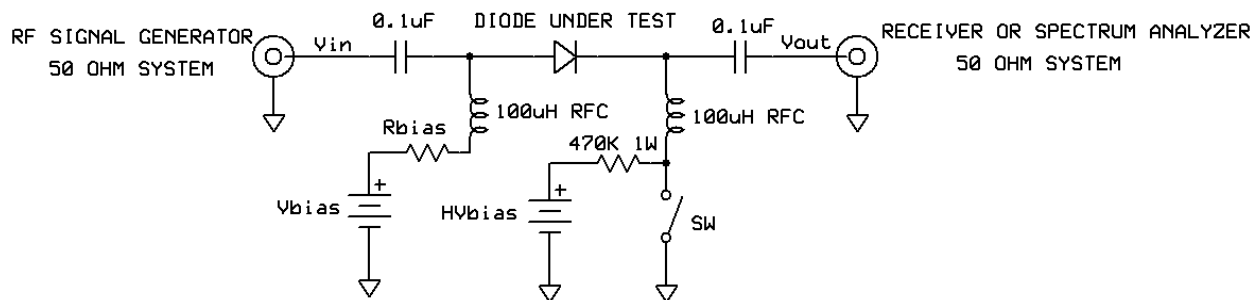 RF SIGNAL GENERATOR
50 OHM SYSTEM
Vin
0.1uF
DIODE UNDER TEST
0.1uF
Vout
RECEIVER OR SPECTRUM ANALYZER
50 OHM SYSTEM
100uH RFC
100uH RFC
Rbias
470K 1W
+
Vbias
+
HVbias
SW